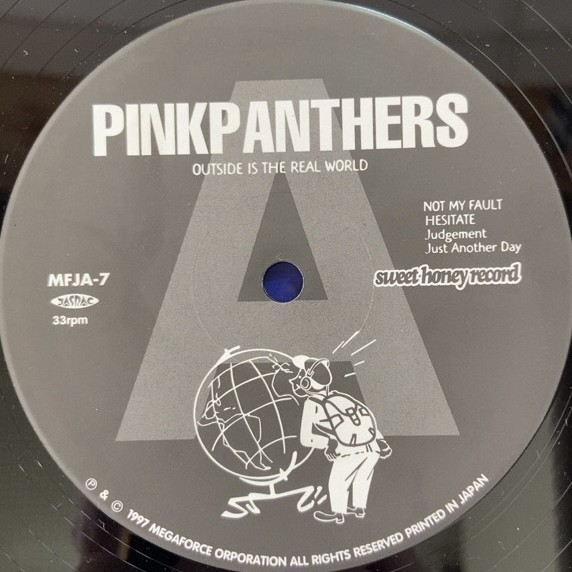 A
PINKPANTHERS
OUTSIDE IS THE REAL WORLD
NOT MY FAULT
HESITATE
Judgement
Just Another Day
sweet honey record
MFJA-7
JASRAC
33rpm
Ⓟ & © 1997 MEGAFORCE ORPORATION ALL RIGHTS RESERVED PRINTED IN JAPAN